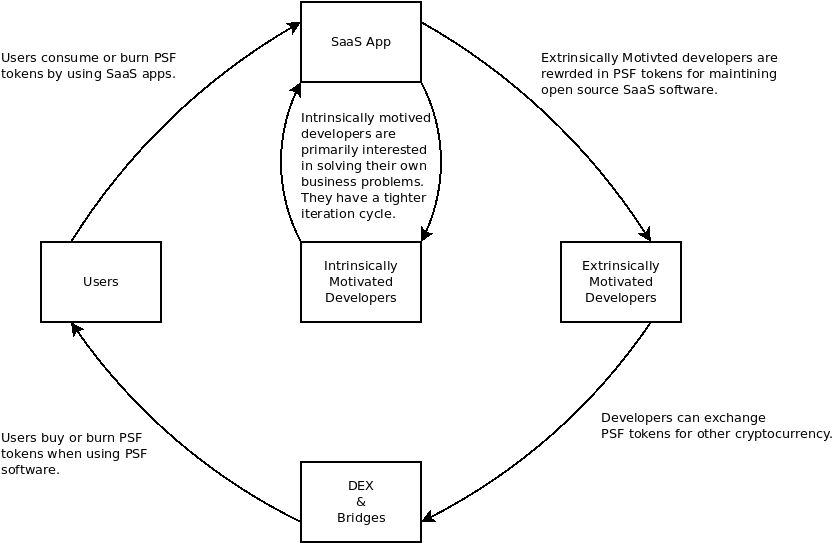 SaaS App
Users consume or burn PSF
tokens by using SaaS apps.
Extrinsically Motivted developers are
rewrded in PSF tokens for maintining
open source SaaS software.
Intrinsically motived
developers are
primarily interested
in solving their own
business problems.
They have a tighter
iteration cycle.
Users
Intrinsically
Motivated
Developers
Extrinsically
Motivated
Developers
Developers can exchange
PSF tokens for other cryptocurrency.
Users buy or burn PSF
tokens when using PSF
software.
DEX
&
Bridges